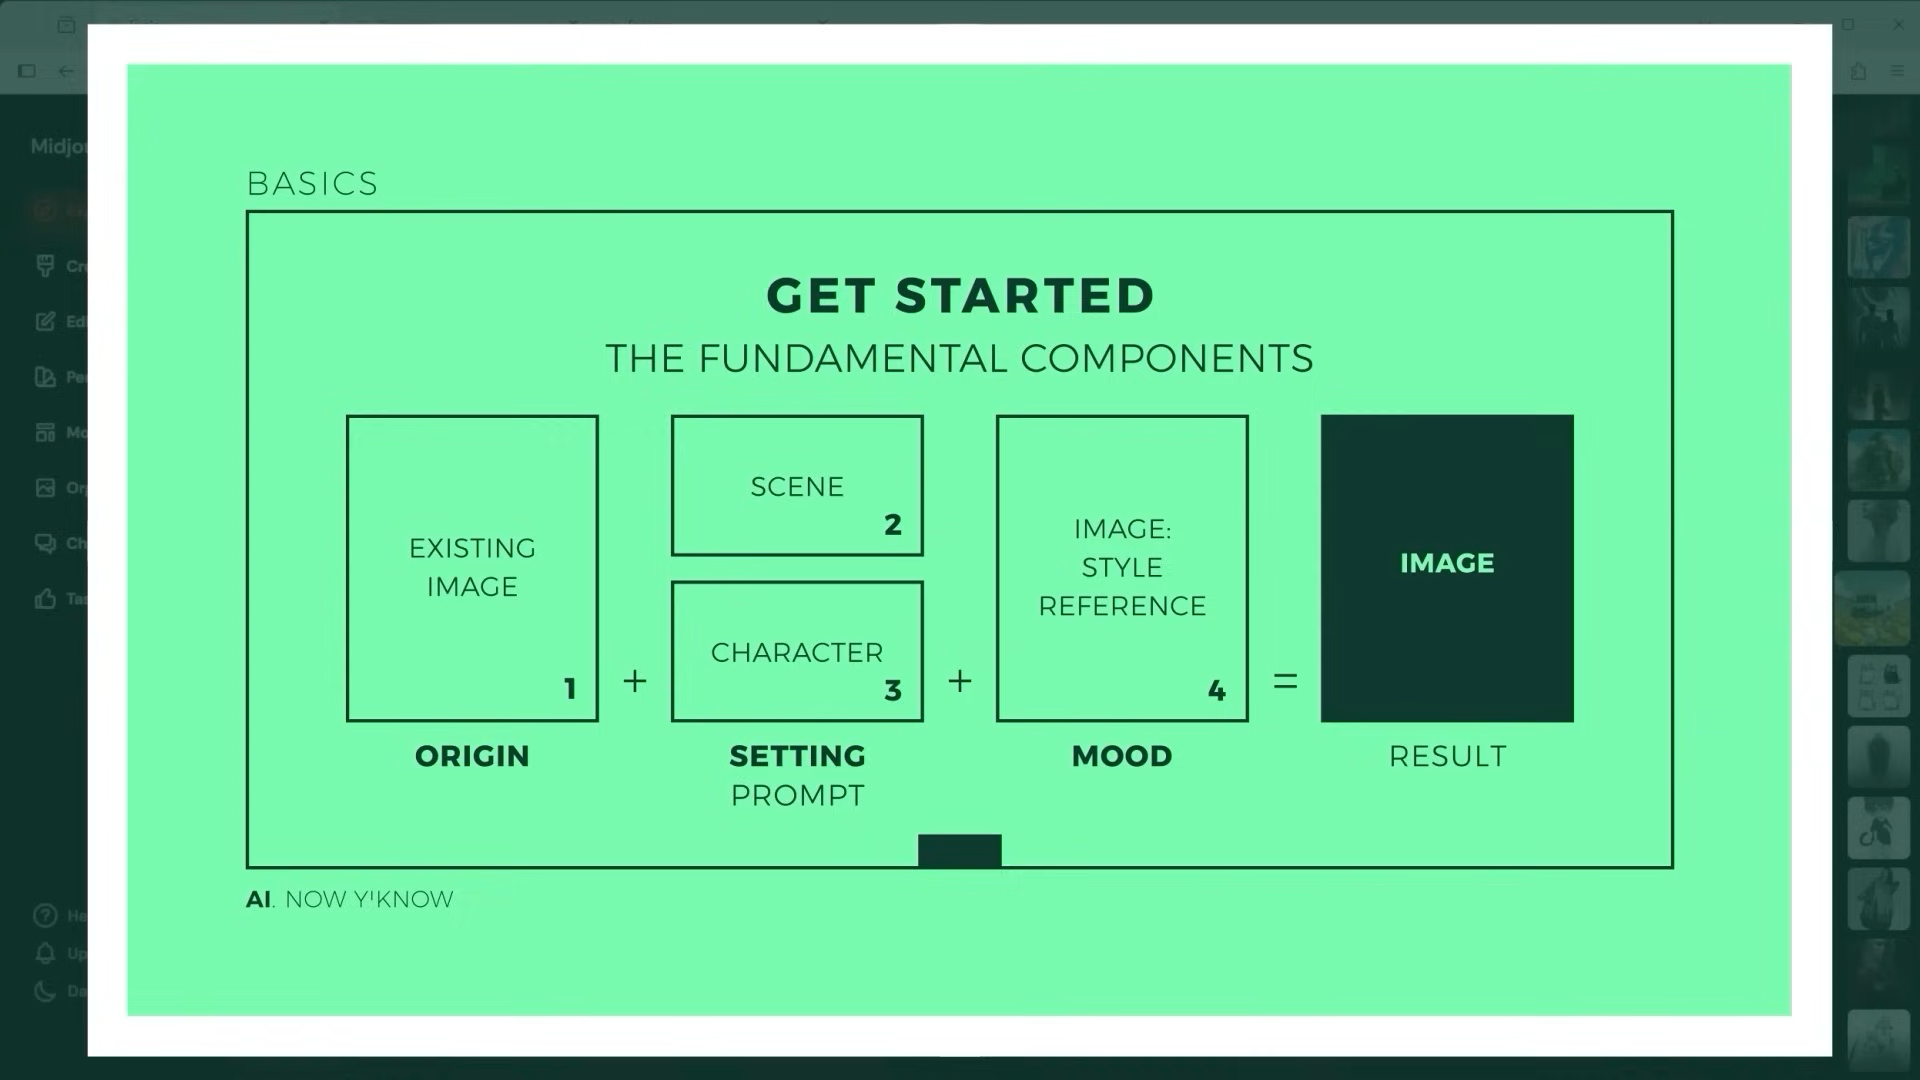 Midjo
BASICS
GET STARTED
THE FUNDAMENTAL COMPONENTS
EXISTING
IMAGE
1
+
SCENE
2
CHARACTER
3
+
IMAGE:
STYLE
REFERENCE
4
=
IMAGE
ORIGIN
SETTING
PROMPT
MOOD
RESULT
AI. NOW Y'KNOW